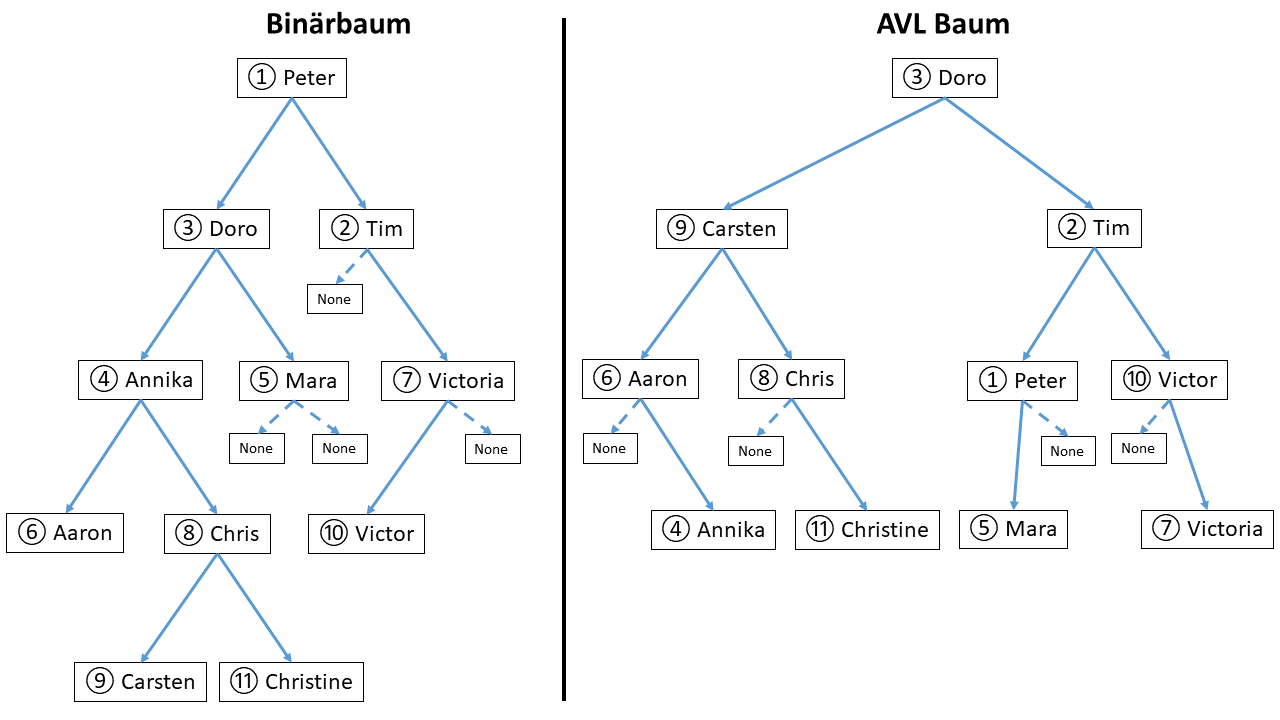 Binärbaum
① Peter
③ Doro
② Tim
None
④ Annika
⑤ Mara
⑦ Victoria
None
None
None
⑥ Aaron
⑧ Chris
⑩ Victor
⑨ Carsten
⑪ Christine
AVL Baum
③ Doro
⑨ Carsten
② Tim
⑥ Aaron
⑧ Chris
① Peter
⑩ Victor
None
None
None
None
④ Annika
⑪ Christine
⑤ Mara
⑦ Victoria